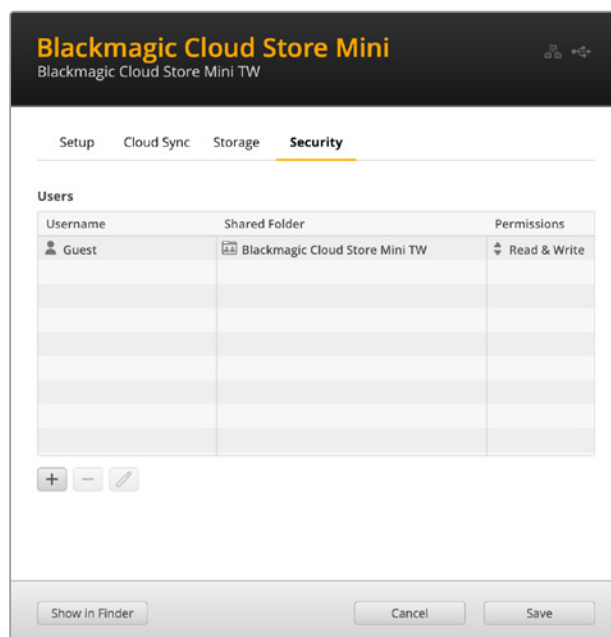 Blackmagic Cloud Store Mini
Blackmagic Cloud Store Mini TW
Setup Cloud Sync Storage Security
Users
Username Shared Folder Permissions
Guest Blackmagic Cloud Store Mini TW Read & Write
Show in Finder Cancel Save